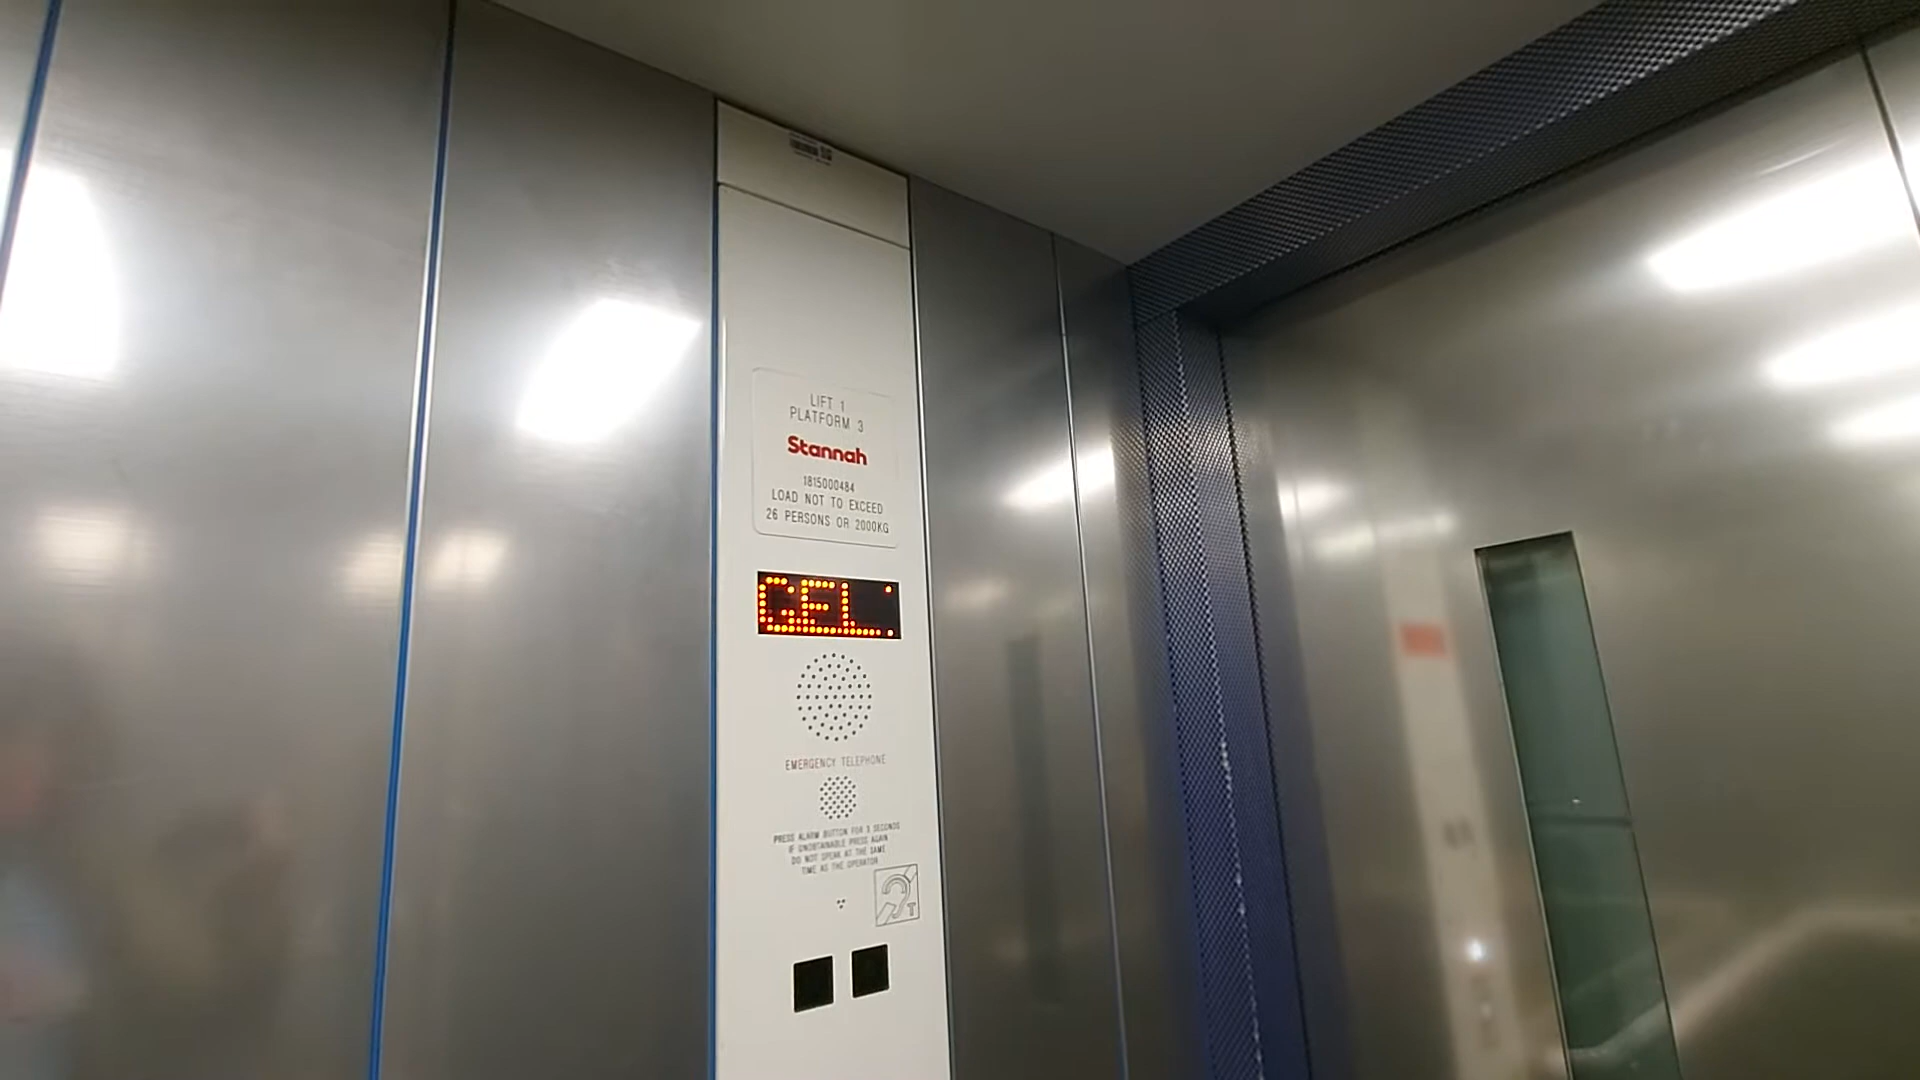 LIFT 1
PLATFORM 3
Stannah
1815000484
LOAD NOT TO EXCEED
26 PERSONS OR 2000KG
EMERGENCY TELEPHONE
PRESS ALARM BUTTON FOR 3 SECONDS
IF UNOBTAINABLE PRESS AGAIN
DO NOT SPEAK AT THE SAME
TIME AS THE OPERATOR
T